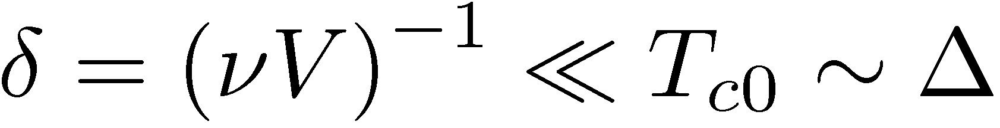 δ = (νV)⁻¹ ≪ T_{c0} ∼ Δ